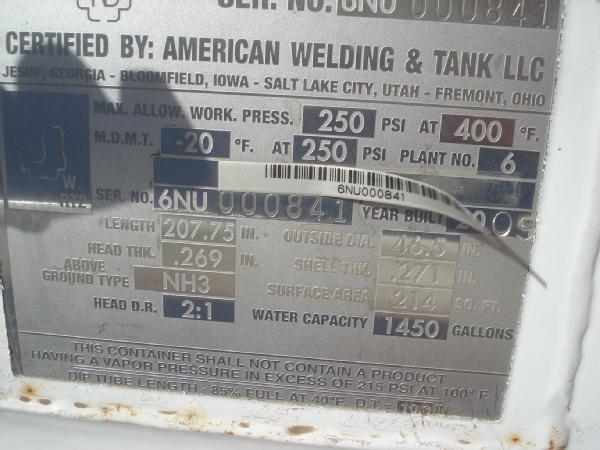 SER. NO. 6NU 000841
CERTIFIED BY: AMERICAN WELDING & TANK LLC
JESUP, GEORGIA - BLOOMFIELD, IOWA - SALT LAKE CITY, UTAH - FREMONT, OHIO
MAX. ALLOW. WORK. PRESS. 250 PSI AT 400 °F.
M.D.M.T. -20 °F. AT 250 PSI PLANT NO. 6
W
RT2
6NU000841
SER. NO. 6NU 000841 YEAR BUILT
LENGTH 207.75 IN. OUTSIDE DIA. 46.5 IN.
HEAD THK. .269 IN. SHELL THK. .271 IN.
ABOVE GROUND TYPE NH3 SURFACE AREA 214 SQ. FT.
HEAD D.R. 2:1 WATER CAPACITY 1450 GALLONS
THIS CONTAINER SHALL NOT CONTAIN A PRODUCT
HAVING A VAPOR PRESSURE IN EXCESS OF 215 PSI AT 100° F.
DIP TUBE LENGTH - 85% FULL AT 40°F. D.T.=